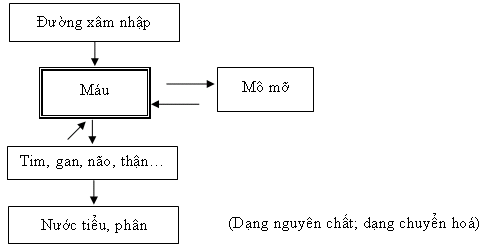 Đường xâm nhập
Máu
Mô mỡ
Tim, gan, não, thận...
Nước tiểu, phân
(Dạng nguyên chất; dạng chuyển hoá)